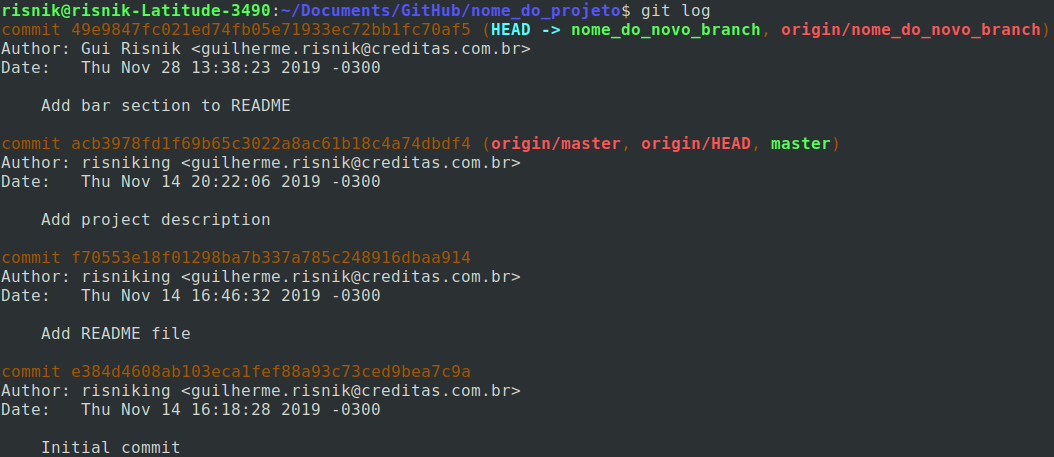 risnik@risnik-Latitude-3490:~/Documents/GitHub/nome_do_projeto$ git log
commit 49e9847fc021ed74fb05e71933ec72bb1fc70af5 (HEAD -> nome_do_novo_branch, origin/nome_do_novo_branch)
Author: Gui Risnik <guilherme.risnik@creditas.com.br>
Date:   Thu Nov 28 13:38:23 2019 -0300
Add bar section to README
commit acb3978fd1f69b65c3022a8ac61b18c4a74dbdf4 (origin/master, origin/HEAD, master)
Author: risniking <guilherme.risnik@creditas.com.br>
Date:   Thu Nov 14 20:22:06 2019 -0300
Add project description
commit f70553e18f01298ba7b337a785c248916dbaa914
Author: risniking <guilherme.risnik@creditas.com.br>
Date:   Thu Nov 14 16:46:32 2019 -0300
Add README file
commit e384d4608ab103eca1fef88a93c73ced9bea7c9a
Author: risniking <guilherme.risnik@creditas.com.br>
Date:   Thu Nov 14 16:18:28 2019 -0300
Initial commit